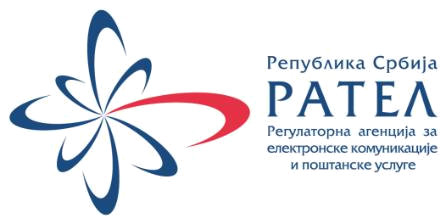 Република Србија
РАТЕЛ
Регулаторна агенција за
електронске комуникације
и поштанске услуге